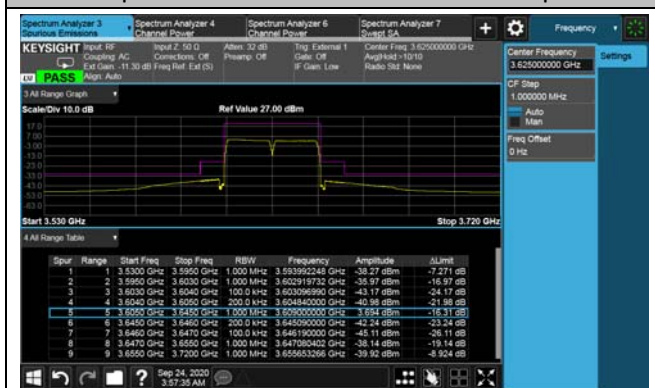 Spectrum Analyzer 3
Spurious Emissions
Spectrum Analyzer 4
Channel Power
Spectrum Analyzer 6
Channel Power
Spectrum Analyzer 7
Swept SA
+
Frequency
KEYSIGHT
Input: RF
Coupling: AC
Ext Gain: -11.30 dB
Align: Auto
Input Z: 50 Ω
Corrections: Off
Freq Ref: Ext (S)
Atten: 32 dB
Preamp: Off
Trig: External 1
Gate: Off
IF Gain: Low
Center Freq: 3.625000000 GHz
Avg|Hold:>10/10
Radio Std: None
PASS
Center Frequency
3.625000000 GHz
Settings
CF Step
1.000000 MHz
Auto
Man
Freq Offset
0 Hz
3 All Range Graph
Scale/Div 10.0 dB
Ref Value 27.00 dBm
17.0
7.00
-3.00
-13.0
-23.0
-33.0
-43.0
-53.0
-63.0
Start 3.530 GHz
Stop 3.720 GHz
4 All Range Table
Spur Range Start Freq Stop Freq RBW Frequency Amplitude ΔLimit
1 1 3.5300 GHz 3.5950 GHz 1.000 MHz 3.593992248 GHz -38.27 dBm -7.271 dB
2 2 3.5950 GHz 3.6030 GHz 1.000 MHz 3.602919732 GHz -35.97 dBm -16.97 dB
3 3 3.6030 GHz 3.6040 GHz 100.0 kHz 3.603096990 GHz -43.17 dBm -24.17 dB
4 4 3.6040 GHz 3.6050 GHz 200.0 kHz 3.604840000 GHz -40.98 dBm -21.98 dB
5 5 3.6050 GHz 3.6450 GHz 1.000 MHz 3.609000000 GHz 3.694 dBm -16.31 dB
6 6 3.6450 GHz 3.6460 GHz 200.0 kHz 3.645090000 GHz -42.24 dBm -23.24 dB
7 7 3.6460 GHz 3.6470 GHz 100.0 kHz 3.646190000 GHz -45.11 dBm -26.11 dB
8 8 3.6470 GHz 3.6550 GHz 1.000 MHz 3.647080402 GHz -38.14 dBm -19.14 dB
9 9 3.6550 GHz 3.7200 GHz 1.000 MHz 3.655653266 GHz -39.92 dBm -8.924 dB
?
Sep 24, 2020
3:57:35 AM